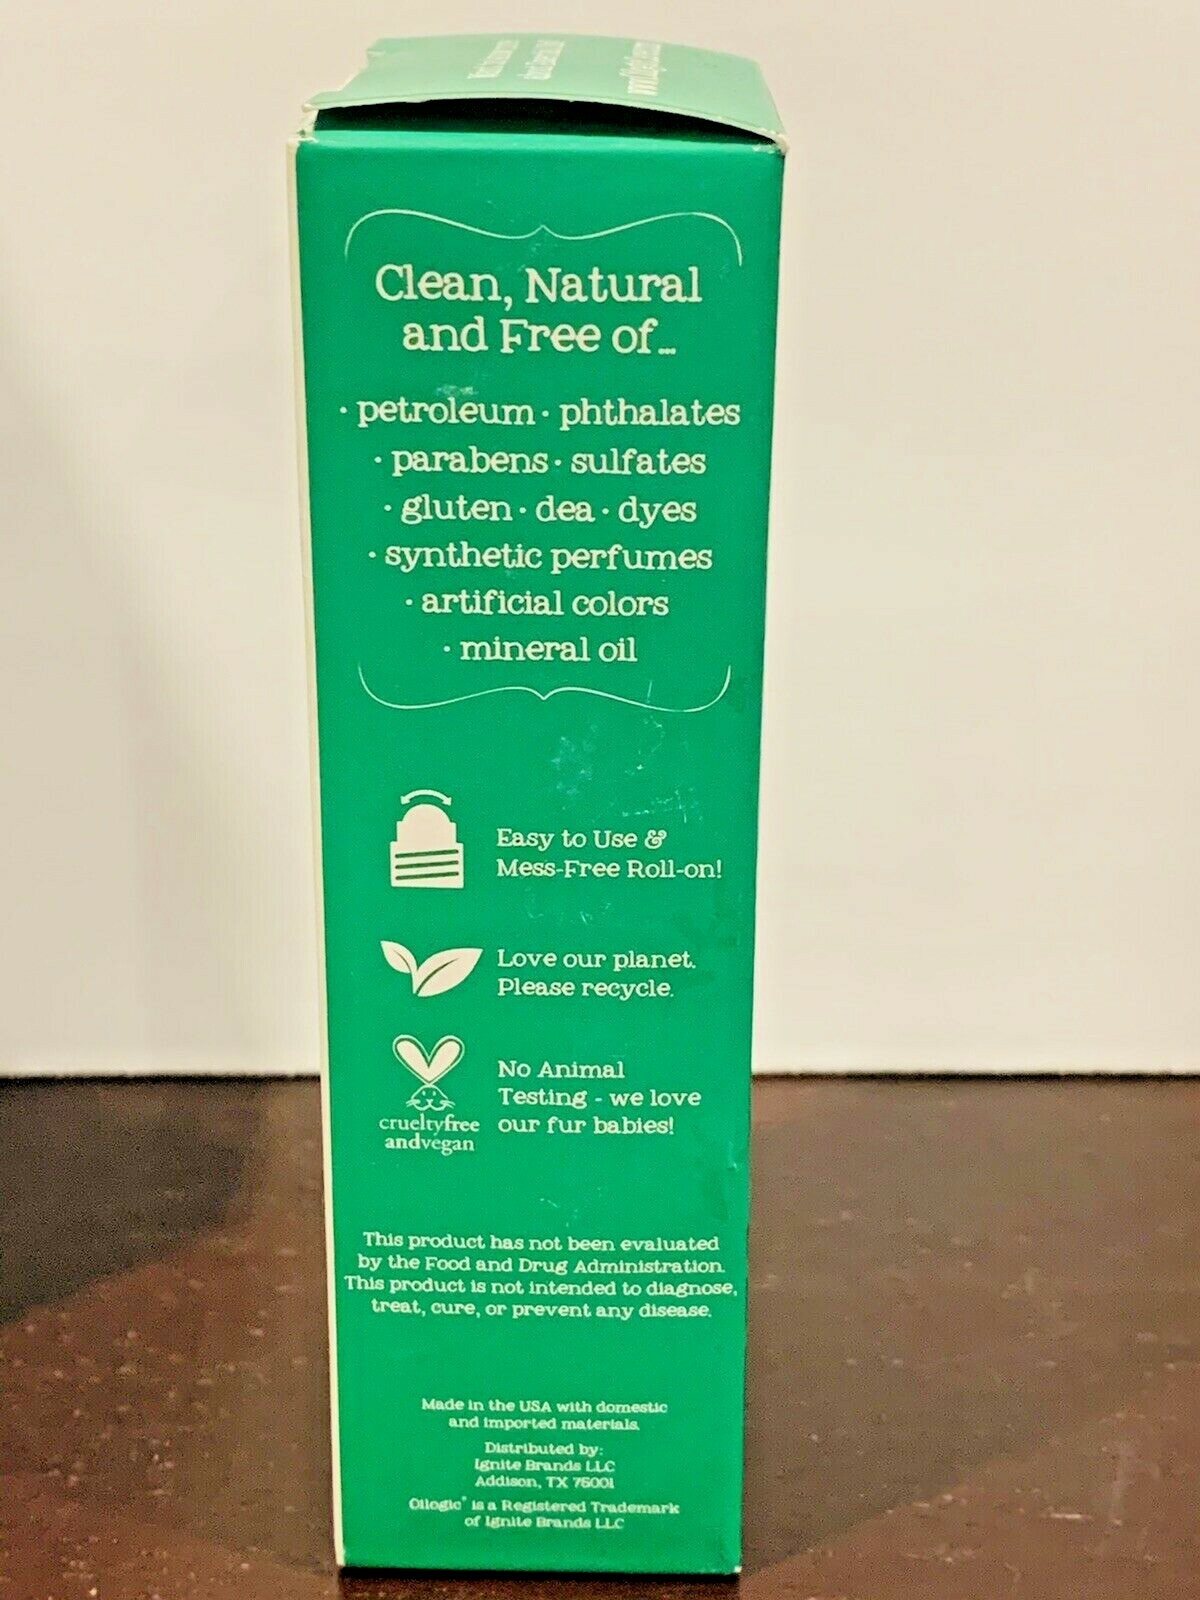 Clean, Natural
and Free of...
· petroleum · phthalates
· parabens · sulfates
· gluten · dea · dyes
· synthetic perfumes
· artificial colors
· mineral oil
Easy to Use &
Mess-Free Roll-on!
Love our planet.
Please recycle.
No Animal
Testing - we love
our fur babies!
crueltyfree
andvegan
This product has not been evaluated
by the Food and Drug Administration.
This product is not intended to diagnose,
treat, cure, or prevent any disease.
Made in the USA with domestic
and imported materials.
Distributed by:
Ignite Brands LLC
Addison, TX 75001
Oilogic® is a Registered Trademark
of Ignite Brands LLC